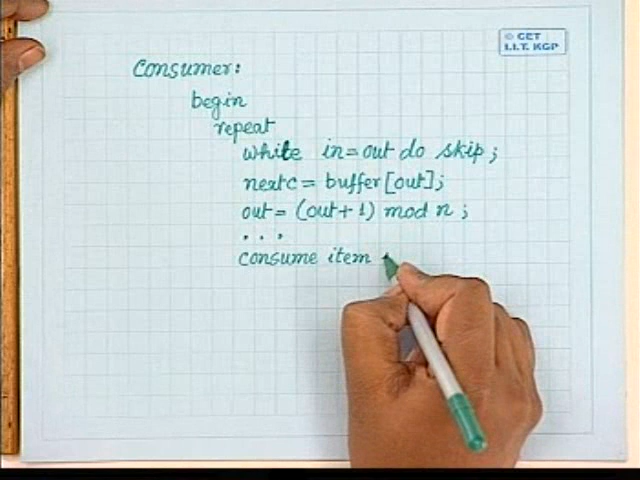 © CET
I.I.T. KGP
Consumer:
begin
repeat
while in = out do skip;
nextc = buffer [out];
out = (out + 1) mod n;
...
consume item